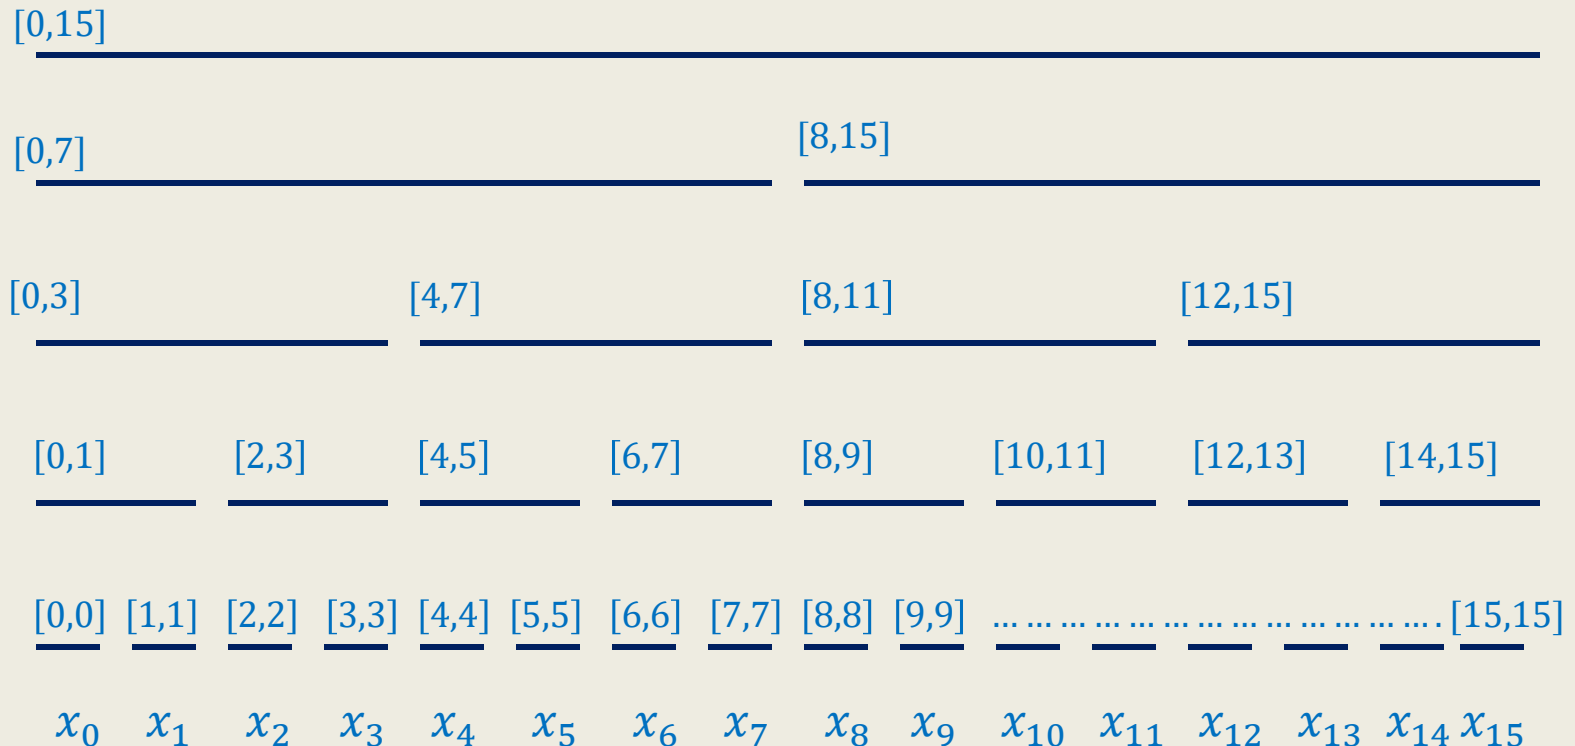 [0,15]
[0,7] [8,15]
[0,3] [4,7] [8,11] [12,15]
[0,1] [2,3] [4,5] [6,7] [8,9] [10,11] [12,13] [14,15]
[0,0] [1,1] [2,2] [3,3] [4,4] [5,5] [6,6] [7,7] [8,8] [9,9] … … … … … … … … … … … … … . [15,15]
x₀ x₁ x₂ x₃ x₄ x₅ x₆ x₇ x₈ x₉ x₁₀ x₁₁ x₁₂ x₁₃ x₁₄ x₁₅